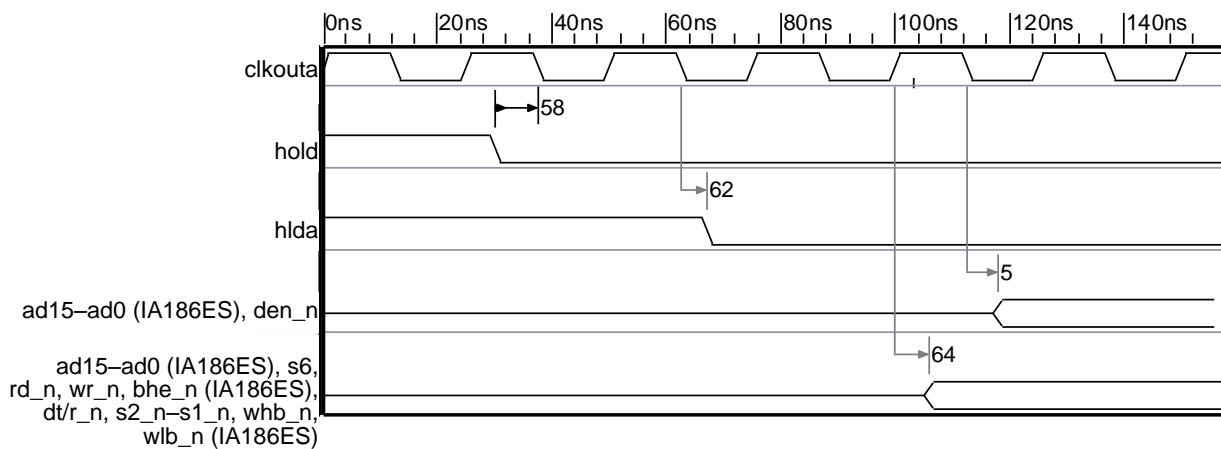 0ns 20ns 40ns 60ns 80ns 100ns 120ns 140ns
clkouta
58
hold
62
hlda
5
ad15–ad0 (IA186ES), den_n
64
ad15–ad0 (IA186ES), s6,
rd_n, wr_n, bhe_n (IA186ES),
dt/r_n, s2_n–s1_n, whb_n,
wlb_n (IA186ES)